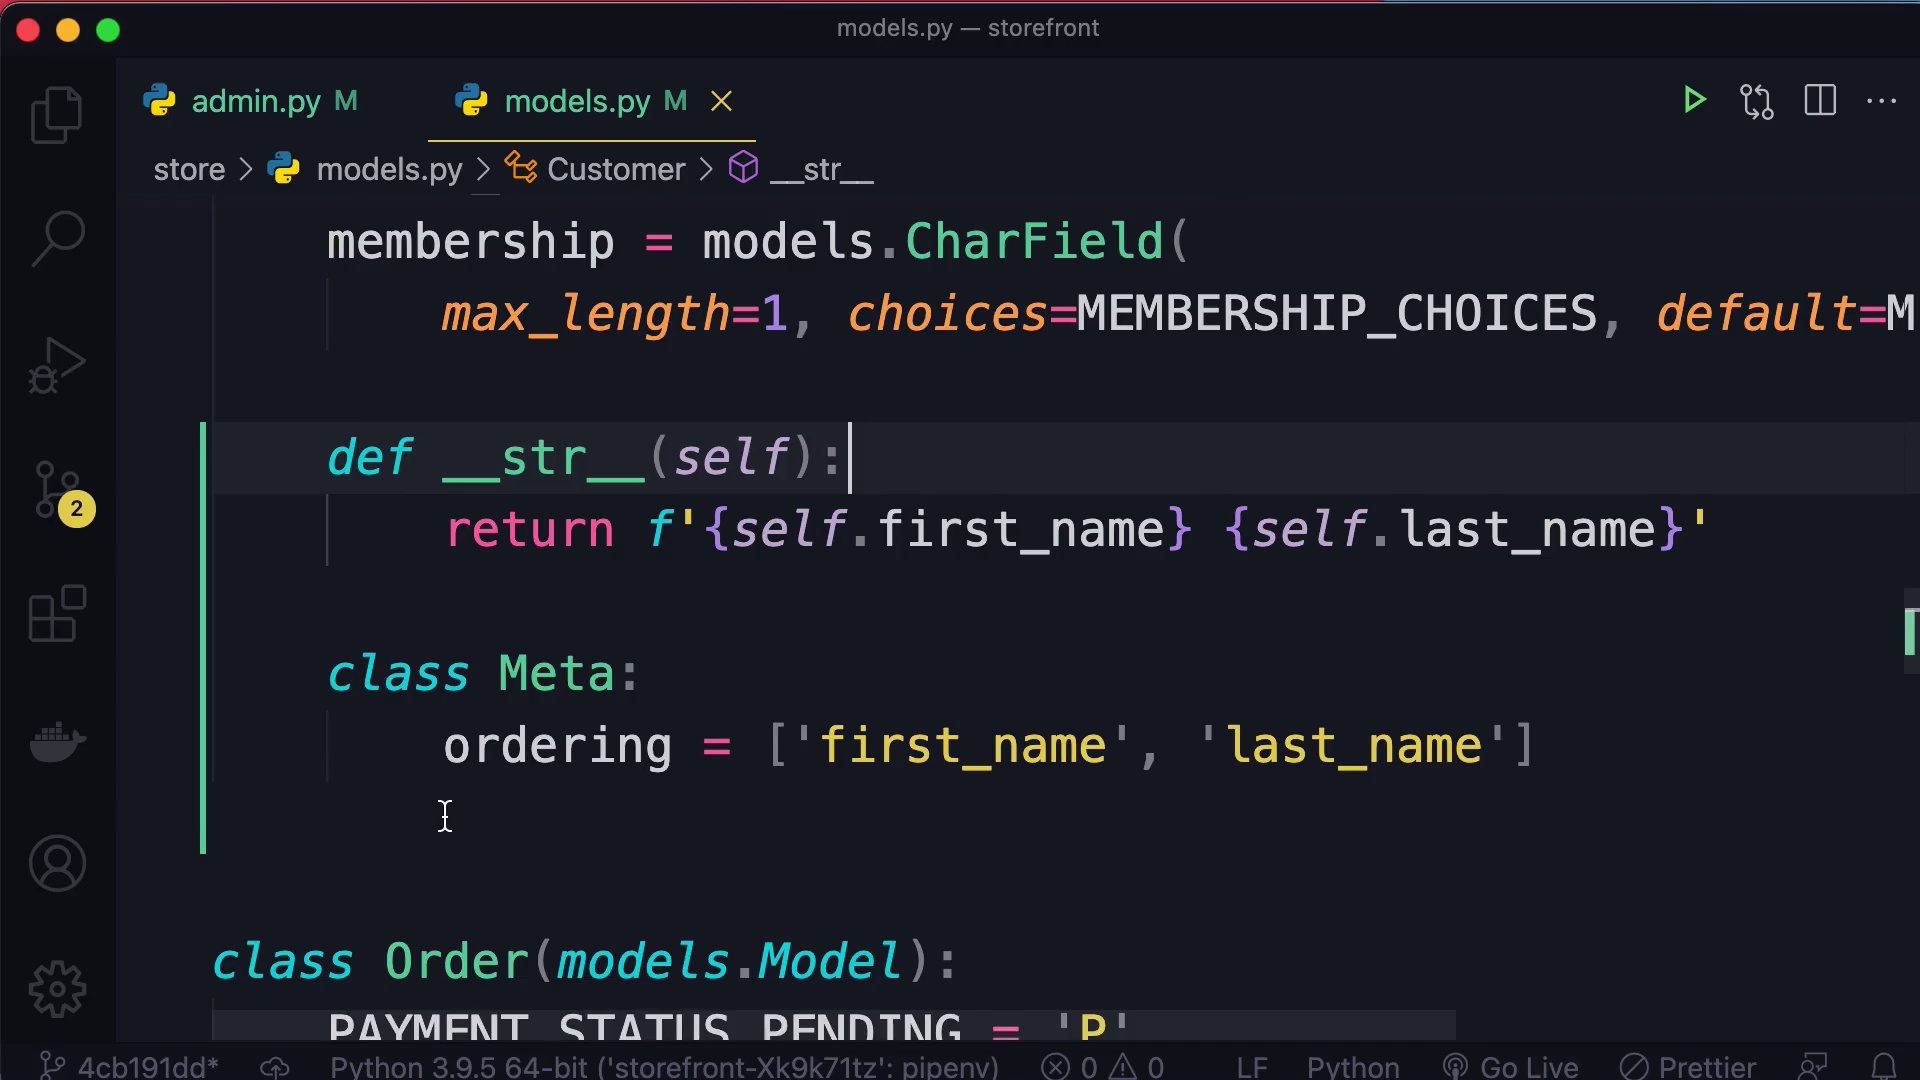 models.py — storefront
admin.py M
models.py M
store > models.py > Customer > __str__
membership = models.CharField(
max_length=1, choices=MEMBERSHIP_CHOICES, default=M
def __str__(self):
return f'{self.first_name} {self.last_name}'
class Meta:
ordering = ['first_name', 'last_name']
class Order(models.Model):
PAYMENT_STATUS_PENDING = 'P'
2
4cb191dd* Python 3.9.5 64-bit ('storefront-Xk9k71tz': pipenv) 0 0 LF Python Go Live Prettier